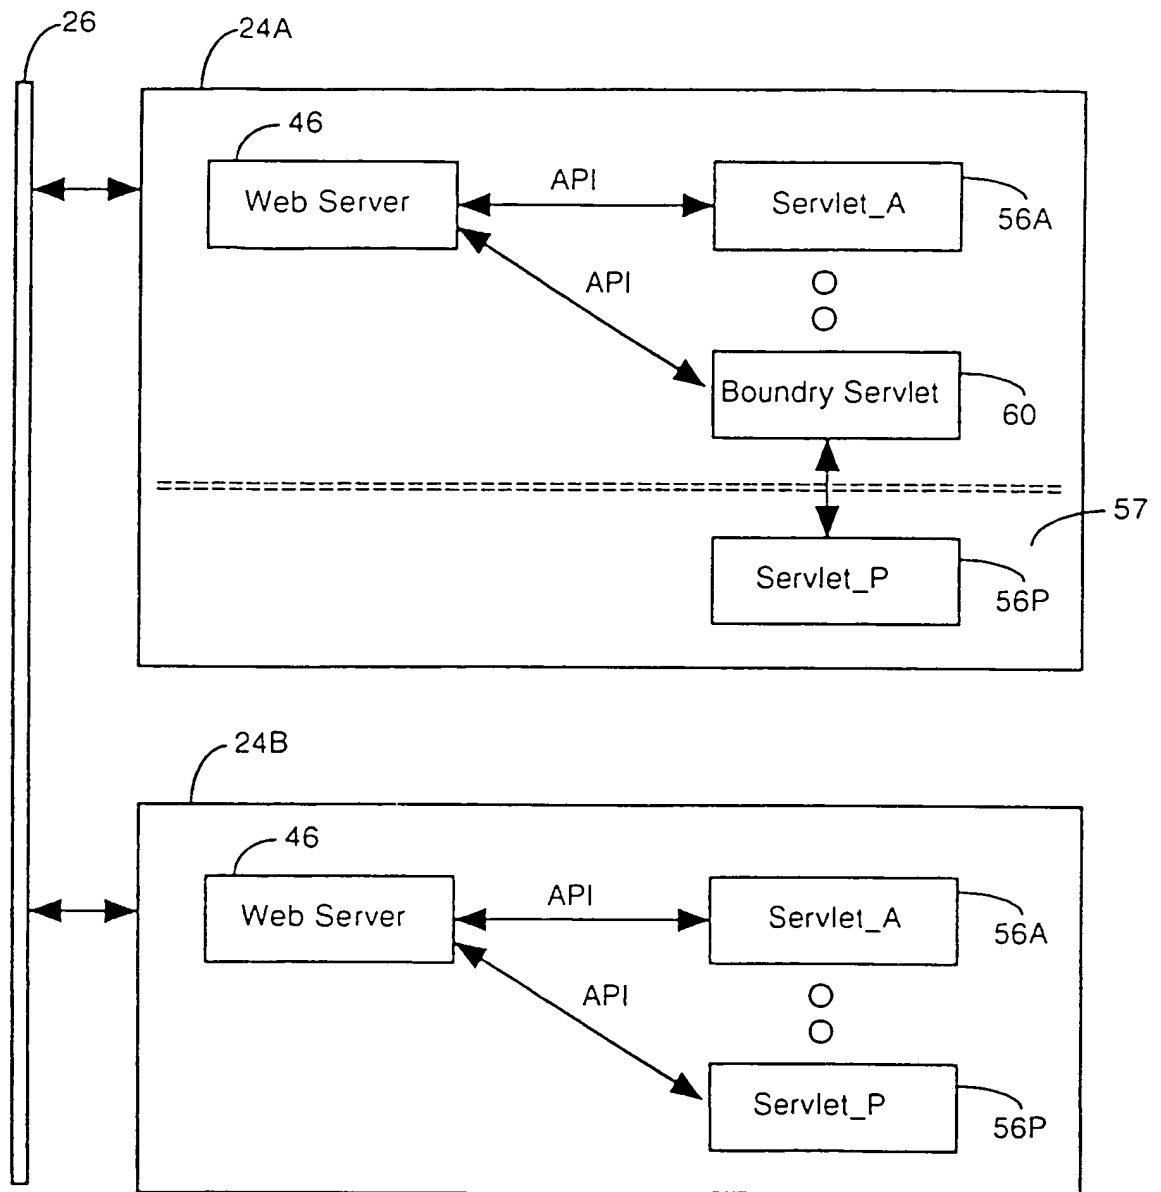 26
24A
46
Web Server
API
Servlet_A
56A
API
Boundry Servlet
60
57
Servlet_P
56P
24B
46
Web Server
API
Servlet_A
56A
API
Servlet_P
56P